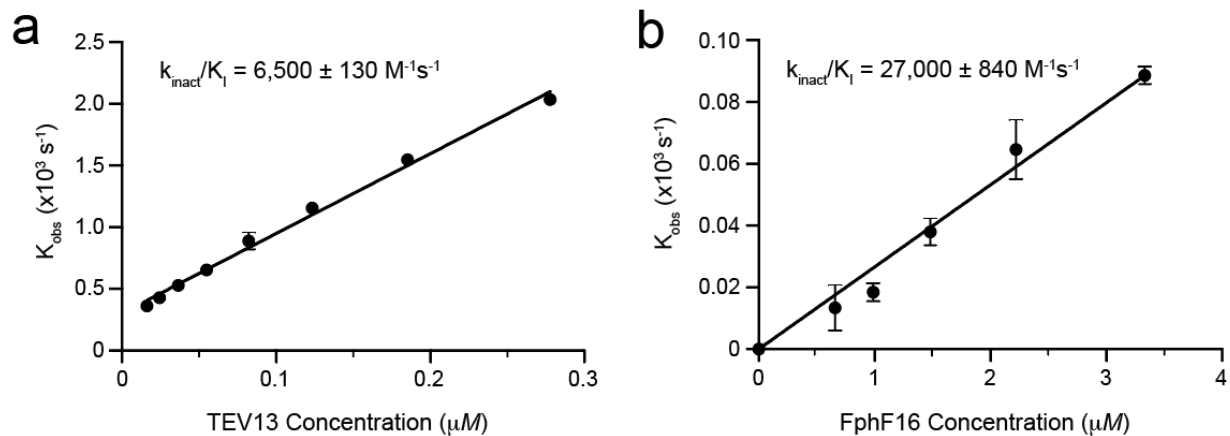 a
k_inact/K_I = 6,500 ± 130 M⁻¹s⁻¹
K_obs (x10³ s⁻¹)
2.5
2.0
1.5
1.0
0.5
0
0
0.1
0.2
0.3
TEV13 Concentration (μM)
b
k_inact/K_I = 27,000 ± 840 M⁻¹s⁻¹
K_obs (x10³ s⁻¹)
0.10
0.08
0.06
0.04
0.02
0
0
1
2
3
4
FphF16 Concentration (μM)